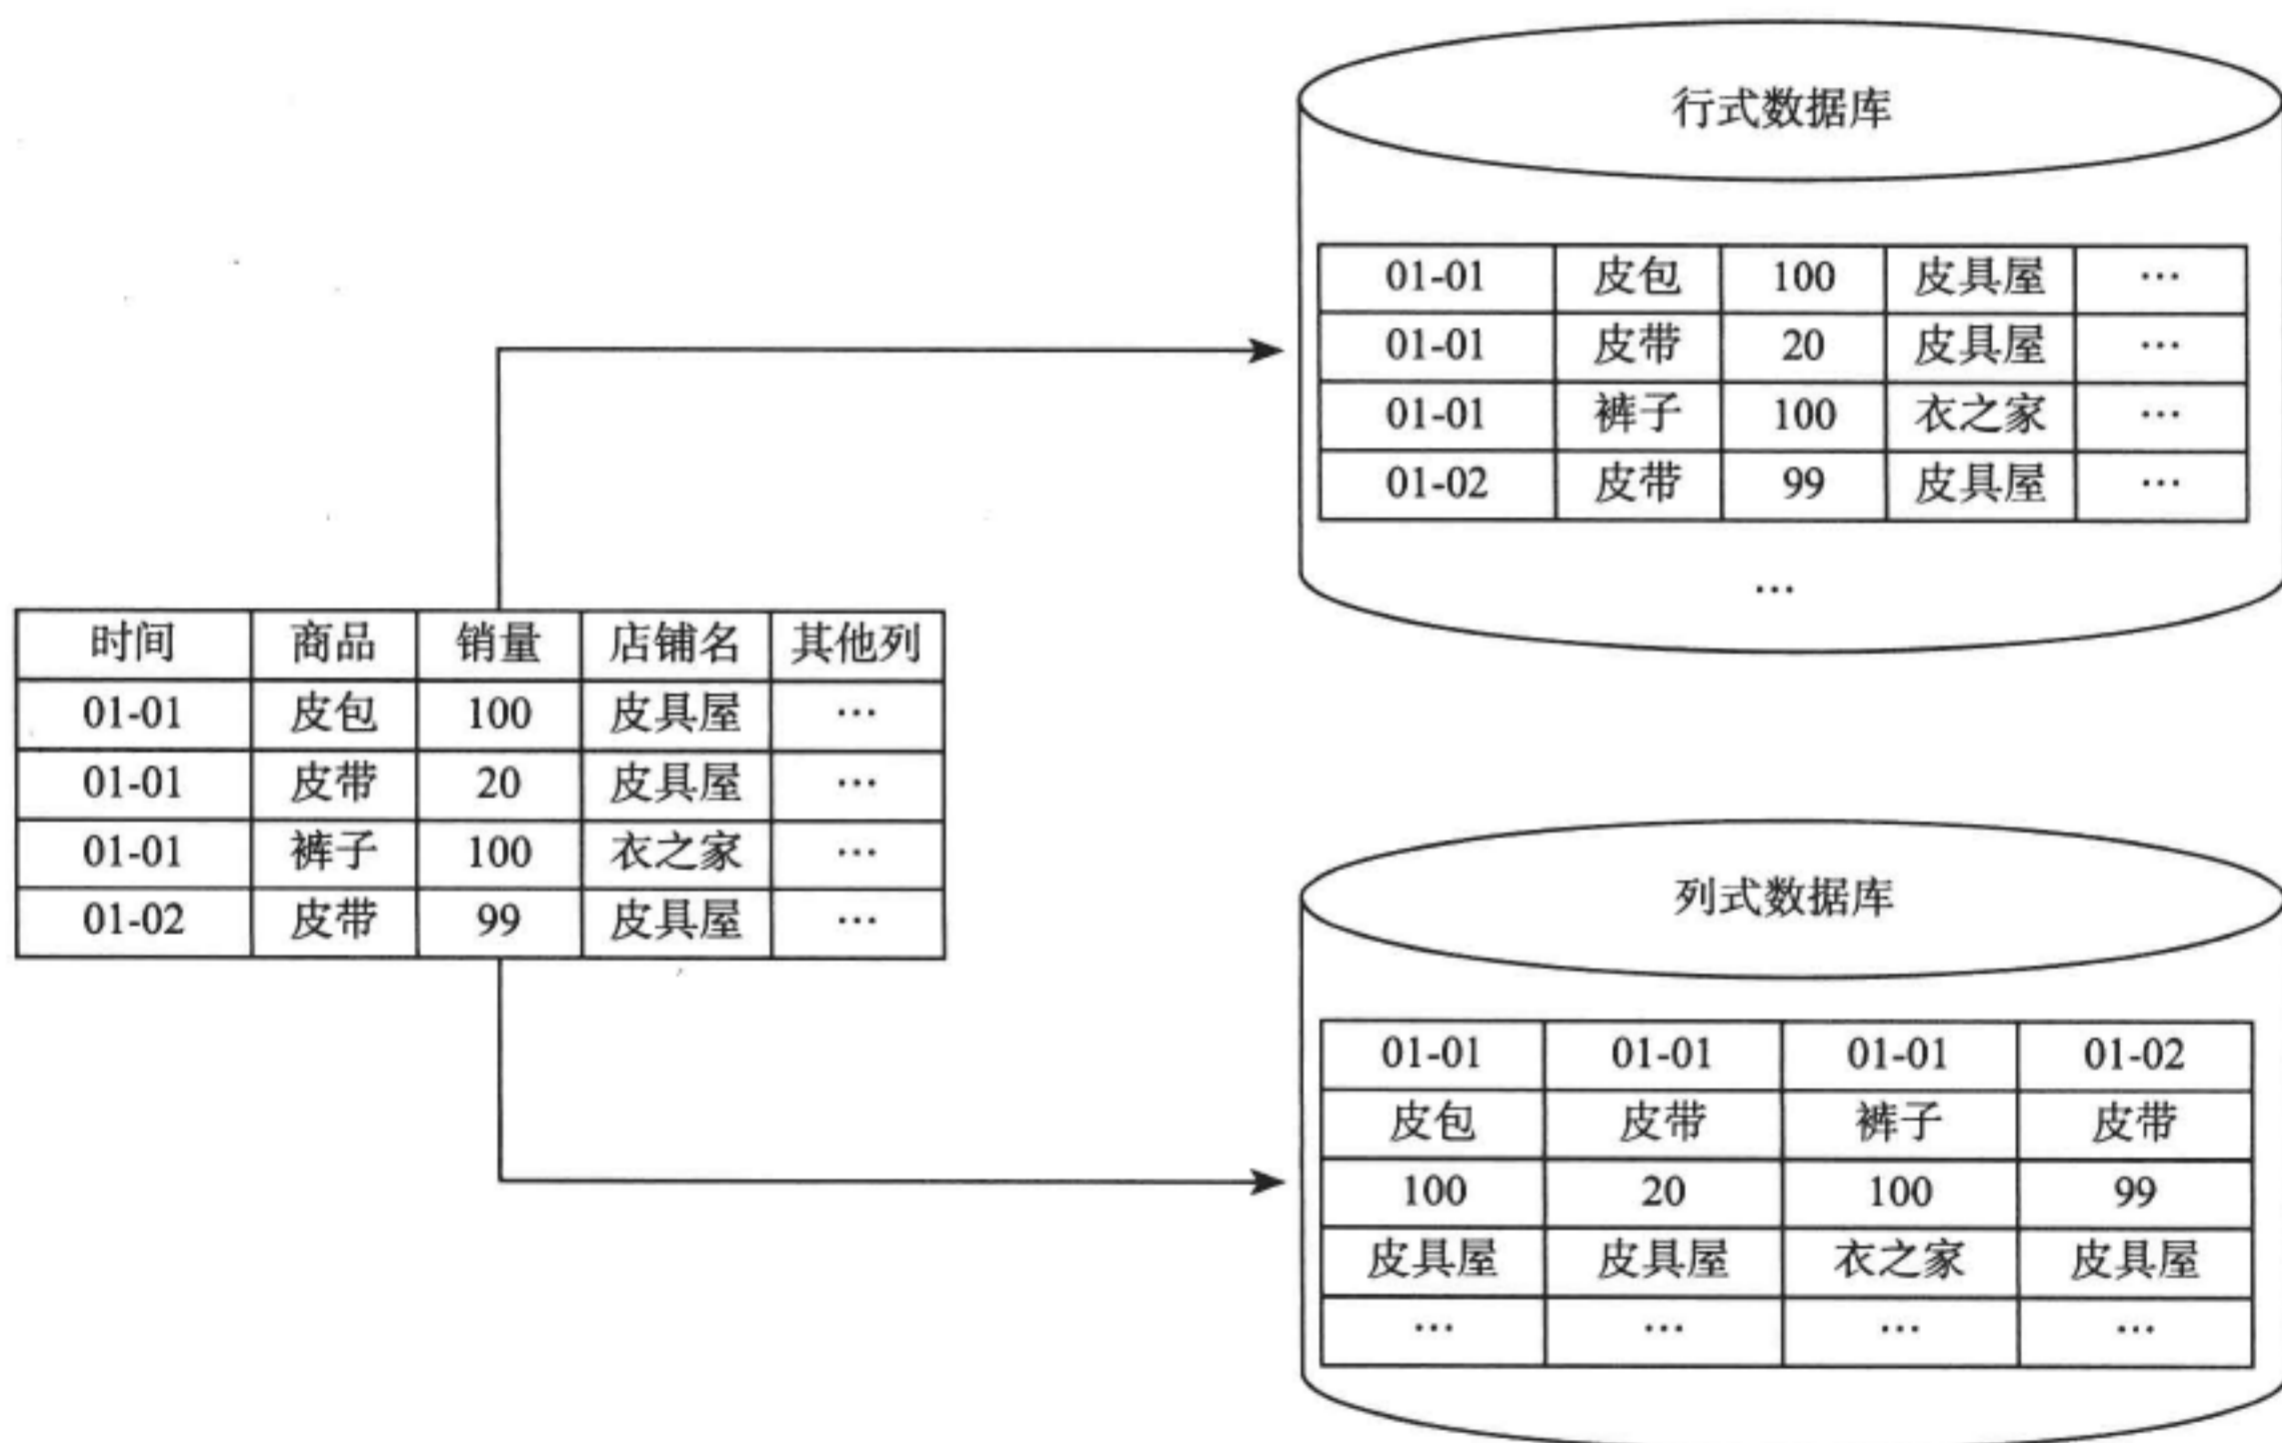 行式数据库
01-01 皮包 100 皮具屋 …
01-01 皮带 20 皮具屋 …
01-01 裤子 100 衣之家 …
01-02 皮带 99 皮具屋 …
…
时间 商品 销量 店铺名 其他列
01-01 皮包 100 皮具屋 …
01-01 皮带 20 皮具屋 …
01-01 裤子 100 衣之家 …
01-02 皮带 99 皮具屋 …
列式数据库
01-01 01-01 01-01 01-02
皮包 皮带 裤子 皮带
100 20 100 99
皮具屋 皮具屋 衣之家 皮具屋
… … … …